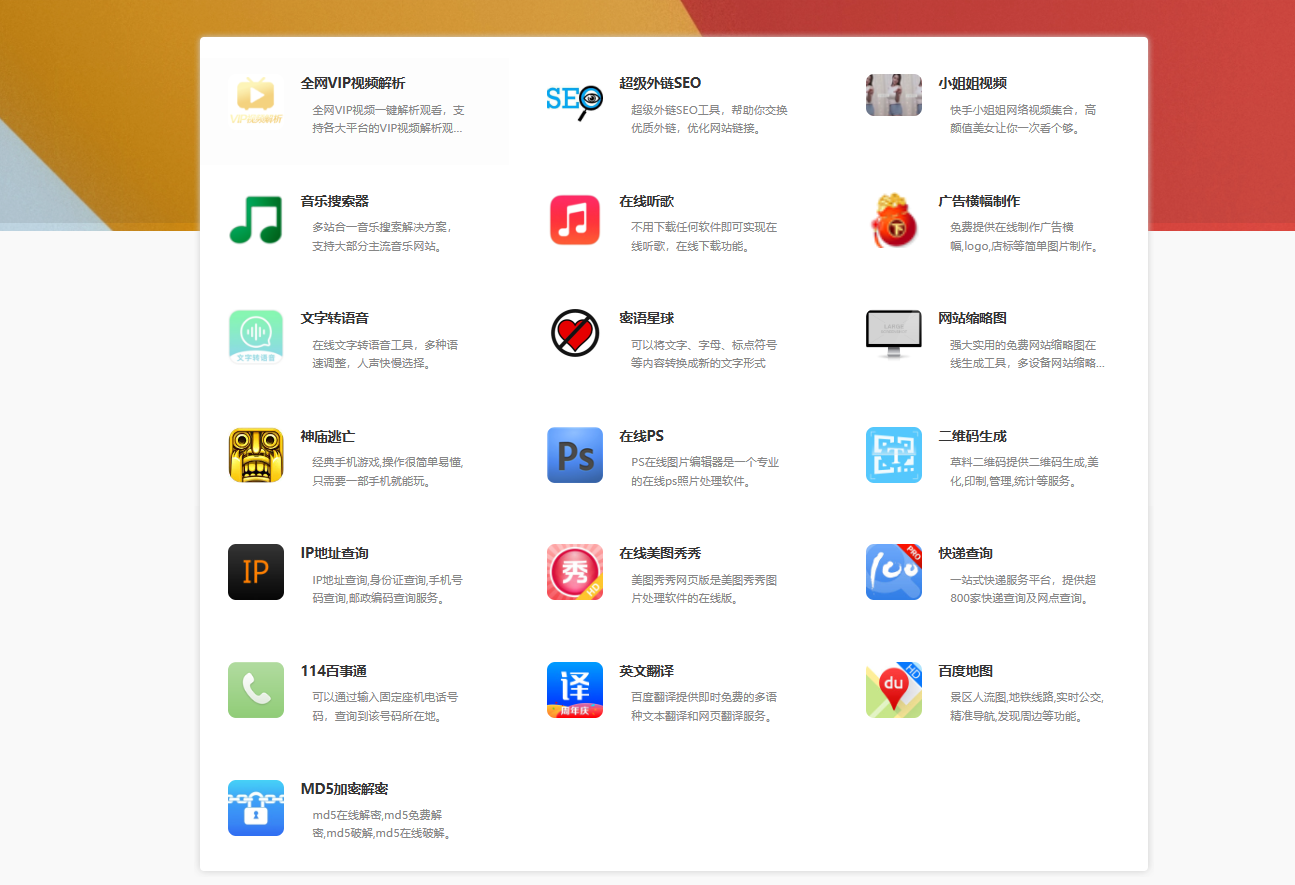 全网VIP视频解析
全网VIP视频一键解析观看，支
持各大平台的VIP视频解析观...
VIP视频解析
SEO
超级外链SEO
超级外链SEO工具，帮助你交换
优质外链，优化网站链接。
小姐姐视频
快手小姐姐网络视频集合，高
颜值美女让你一次看个够。
音乐搜索器
多站合一音乐搜索解决方案，
支持大部分主流音乐网站。
在线听歌
不用下载任何软件即可实现在
线听歌，在线下载功能。
下
广告横幅制作
免费提供在线制作广告横
幅,logo,店标等简单图片制作。
文字转语音
文字转语音
在线文字转语音工具，多种语
速调整，人声快慢选择。
密语星球
可以将文字、字母、标点符号
等内容转换成新的文字形式
网站缩略图
强大实用的免费网站缩略图在
线生成工具，多设备网站缩略...
神庙逃亡
经典手机游戏,操作很简单易懂,
只需要一部手机就能玩。
Ps
在线PS
PS在线图片编辑器是一个专业
的在线ps照片处理软件。
二维码生成
草料二维码提供二维码生成,美
化,印制,管理,统计等服务。
IP
IP地址查询
IP地址查询,身份证查询,手机号
码查询,邮政编码查询服务。
秀
HD
在线美图秀秀
美图秀秀网页版是美图秀秀图
片处理软件的在线版。
100
PRO
快递查询
一站式快递服务平台，提供超
800家快递查询及网点查询。
114百事通
可以通过输入固定座机电话号
码，查询到该号码所在地。
译
周年庆
英文翻译
百度翻译提供即时免费的多语
种文本翻译和网页翻译服务。
du
HD
百度地图
景区人流图,地铁线路,实时公交,
精准导航,发现周边等功能。
MD5加密解密
md5在线解密,md5免费解
密,md5破解,md5在线破解。